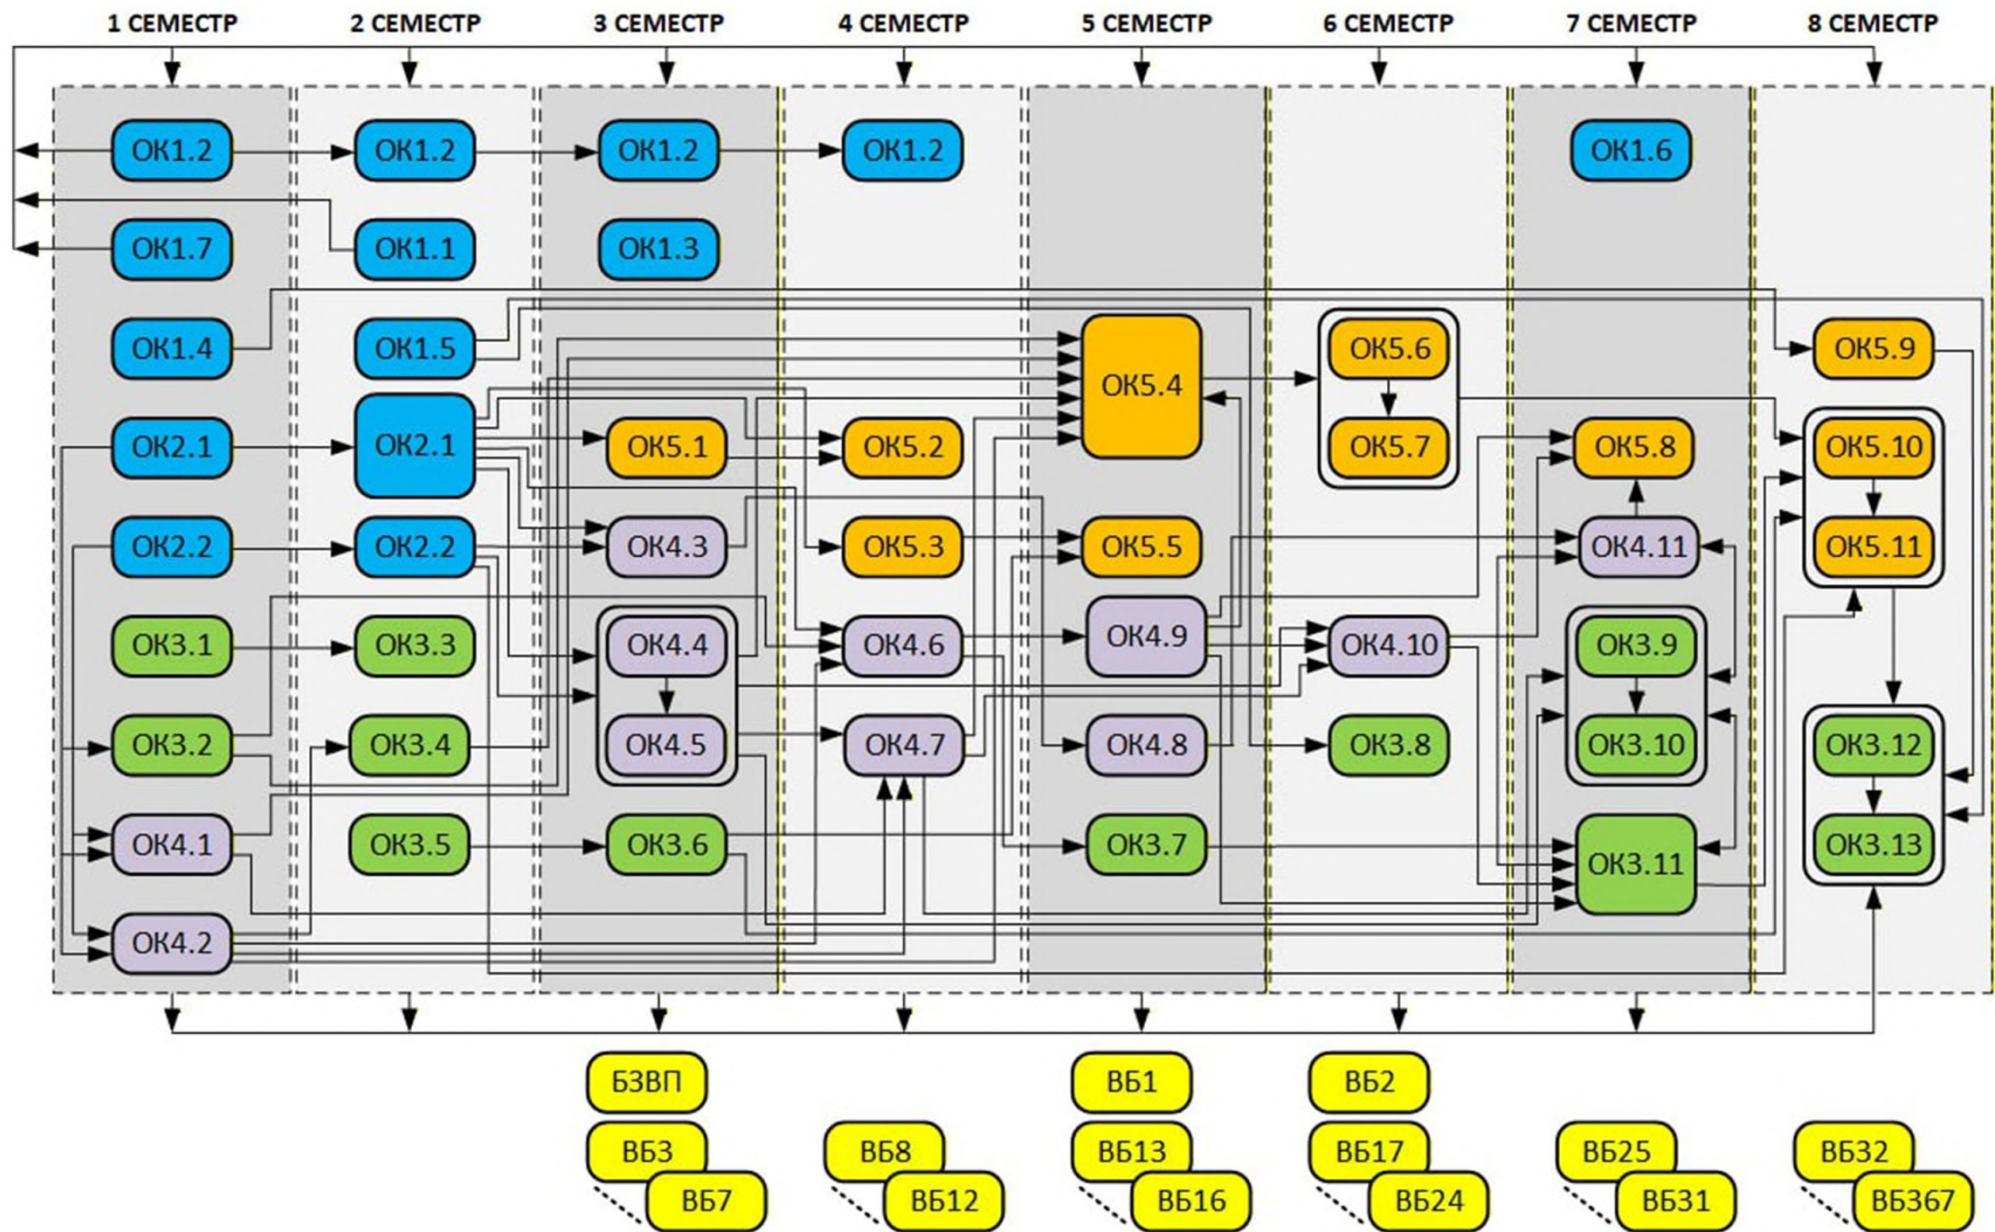 1 СЕМЕСТР 2 СЕМЕСТР 3 СЕМЕСТР 4 СЕМЕСТР 5 СЕМЕСТР 6 СЕМЕСТР 7 СЕМЕСТР 8 СЕМЕСТР
ОК1.2 ОК1.2 ОК1.2 ОК1.2 ОК1.6
ОК1.7 ОК1.1 ОК1.3
ОК1.4 ОК1.5 ОК5.6 ОК5.9
ОК5.4
ОК2.1 ОК2.1 ОК5.1 ОК5.2 ОК5.7 ОК5.8 ОК5.10
ОК2.2 ОК2.2 ОК4.3 ОК5.3 ОК5.5 ОК4.11 ОК5.11
ОК3.1 ОК3.3 ОК4.4 ОК4.6 ОК4.9 ОК4.10 ОК3.9
ОК3.2 ОК3.4 ОК4.5 ОК4.7 ОК4.8 ОК3.8 ОК3.10 ОК3.12
ОК4.1 ОК3.5 ОК3.6 ОК3.7 ОК3.11 ОК3.13
ОК4.2
БЗВП ВБ1 ВБ2
ВБ3 ВБ8 ВБ13 ВБ17 ВБ25 ВБ32
ВБ7 ВБ12 ВБ16 ВБ24 ВБ31 ВБ367